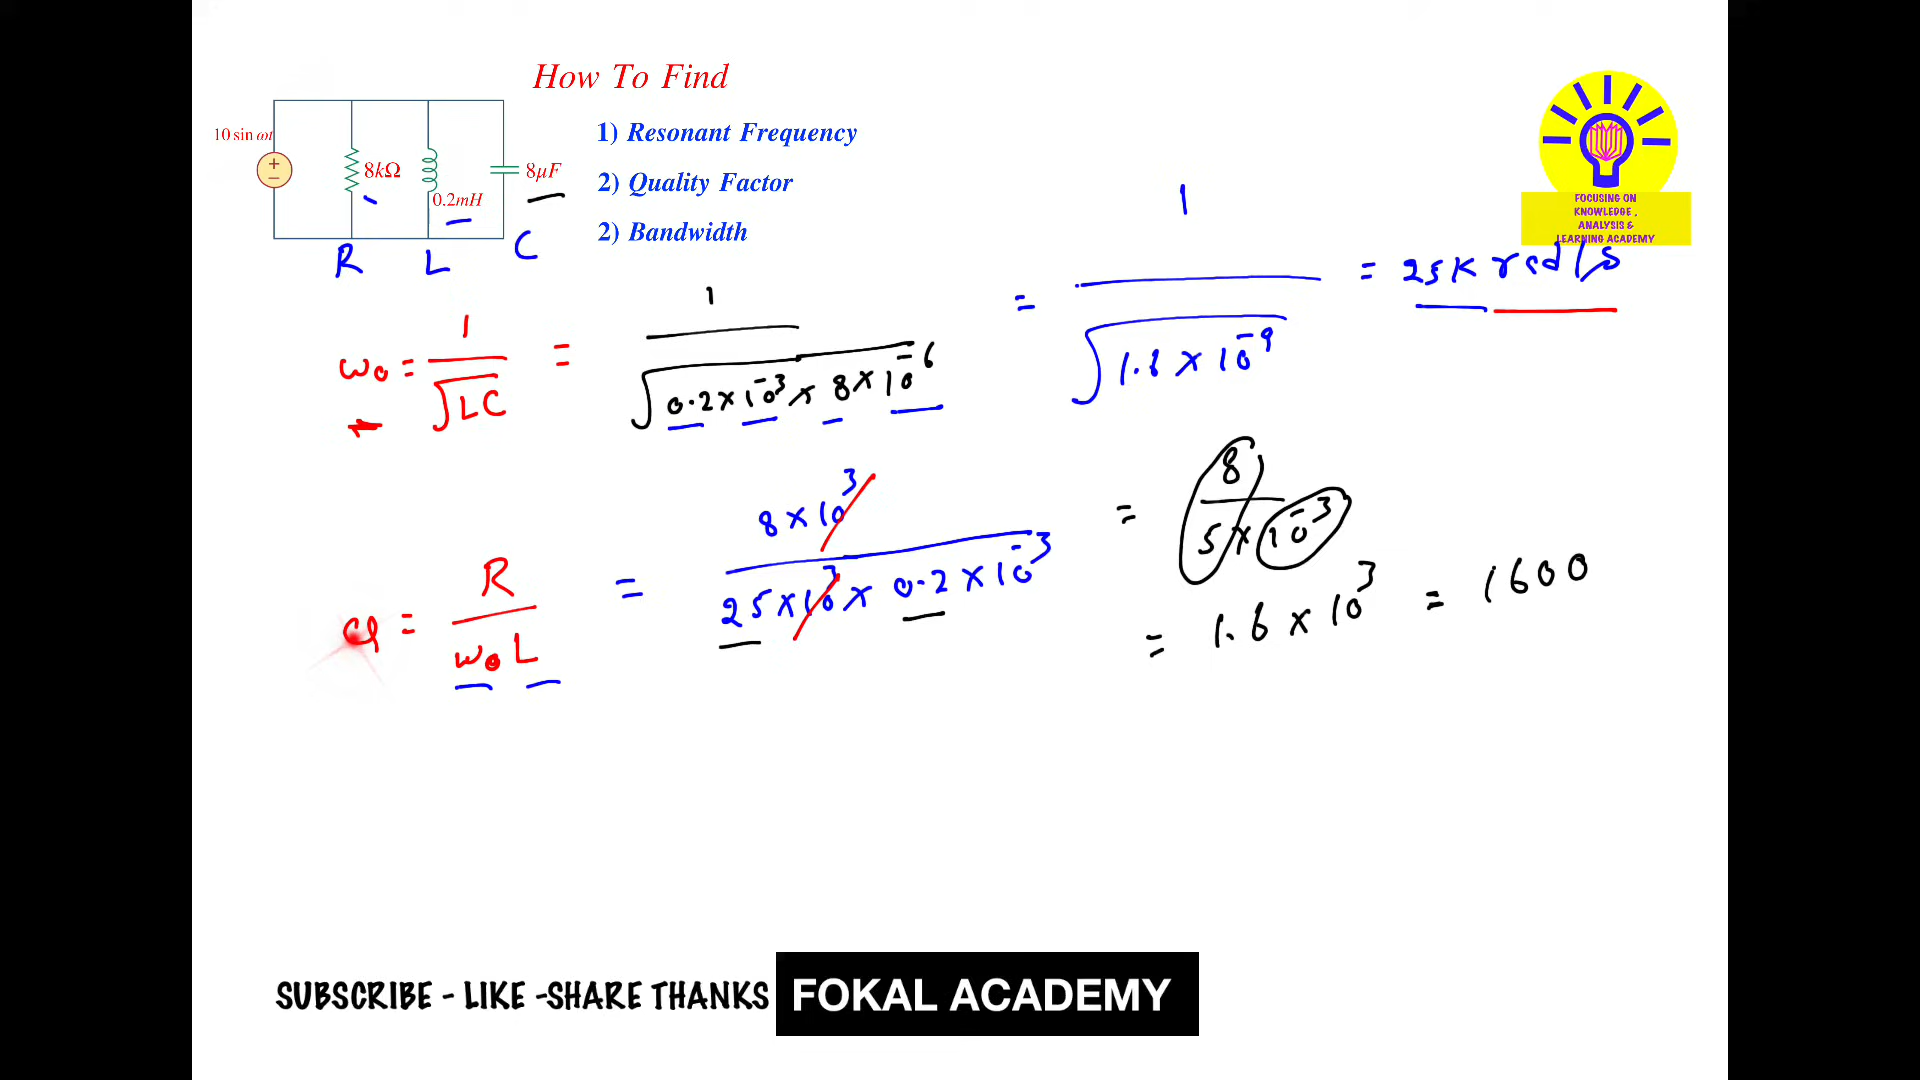 How To Find
10 sin ωt
8kΩ
0.2mH
8μF
1) Resonant Frequency
2) Quality Factor
2) Bandwidth
R L C
FOCUSING ON
KNOWLEDGE ,
ANALYSIS &
LEARNING ACADEMY
ω₀ = 1/√LC = 1/√(0.2×10⁻³ × 8×10⁻⁶) = 1/√(1.6×10⁻⁹) = 25K rad/s
Q = R/(ω₀L) = 8×10³/(25×10³ × 0.2×10⁻³) = 8/(5×10⁻³)
= 1.6 × 10³ = 1600
SUBSCRIBE - LIKE -SHARE THANKS
FOKAL ACADEMY